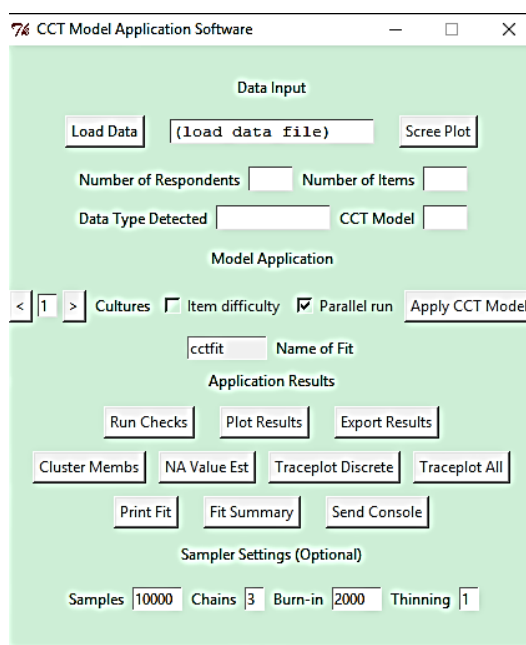 CCT Model Application Software
Data Input
Load Data (load data file) Scree Plot
Number of Respondents Number of Items
Data Type Detected CCT Model
Model Application
< 1 > Cultures Item difficulty Parallel run Apply CCT Model
cctfit Name of Fit
Application Results
Run Checks Plot Results Export Results
Cluster Membs NA Value Est Traceplot Discrete Traceplot All
Print Fit Fit Summary Send Console
Sampler Settings (Optional)
Samples 10000 Chains 3 Burn-in 2000 Thinning 1